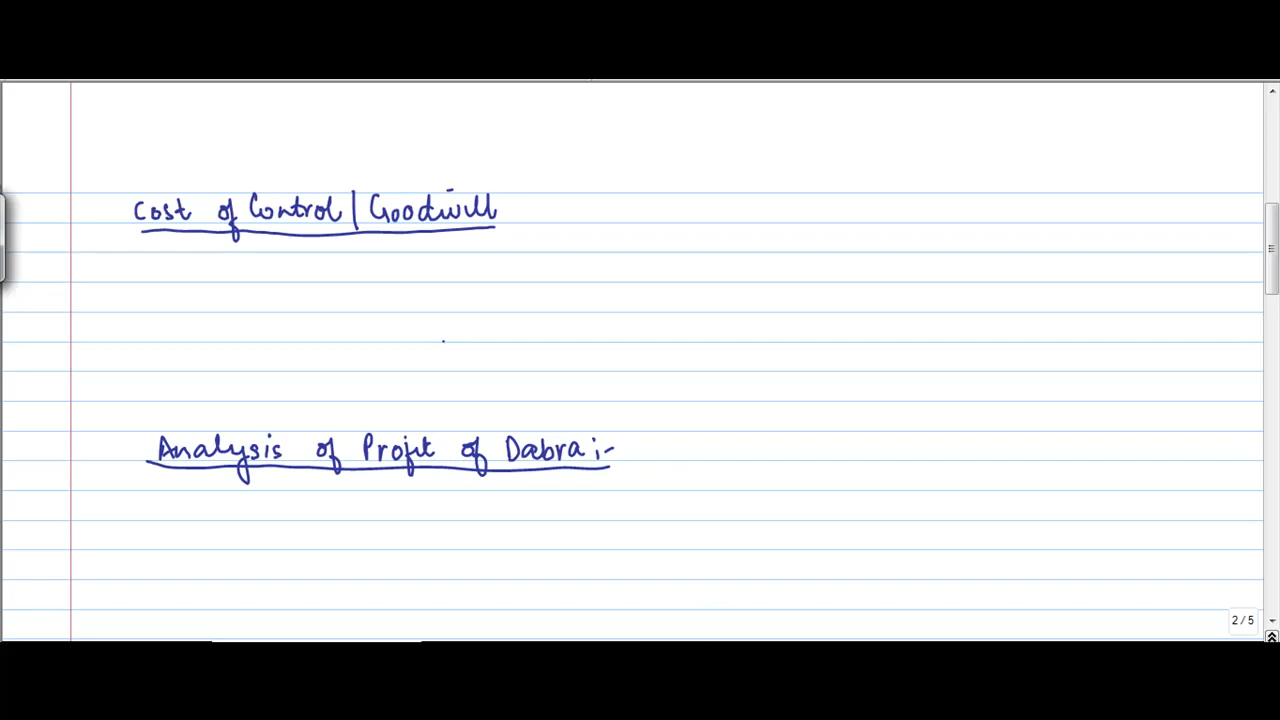 Cost of Control | Goodwill
Analysis of Profit of Dabra :-
2 / 5